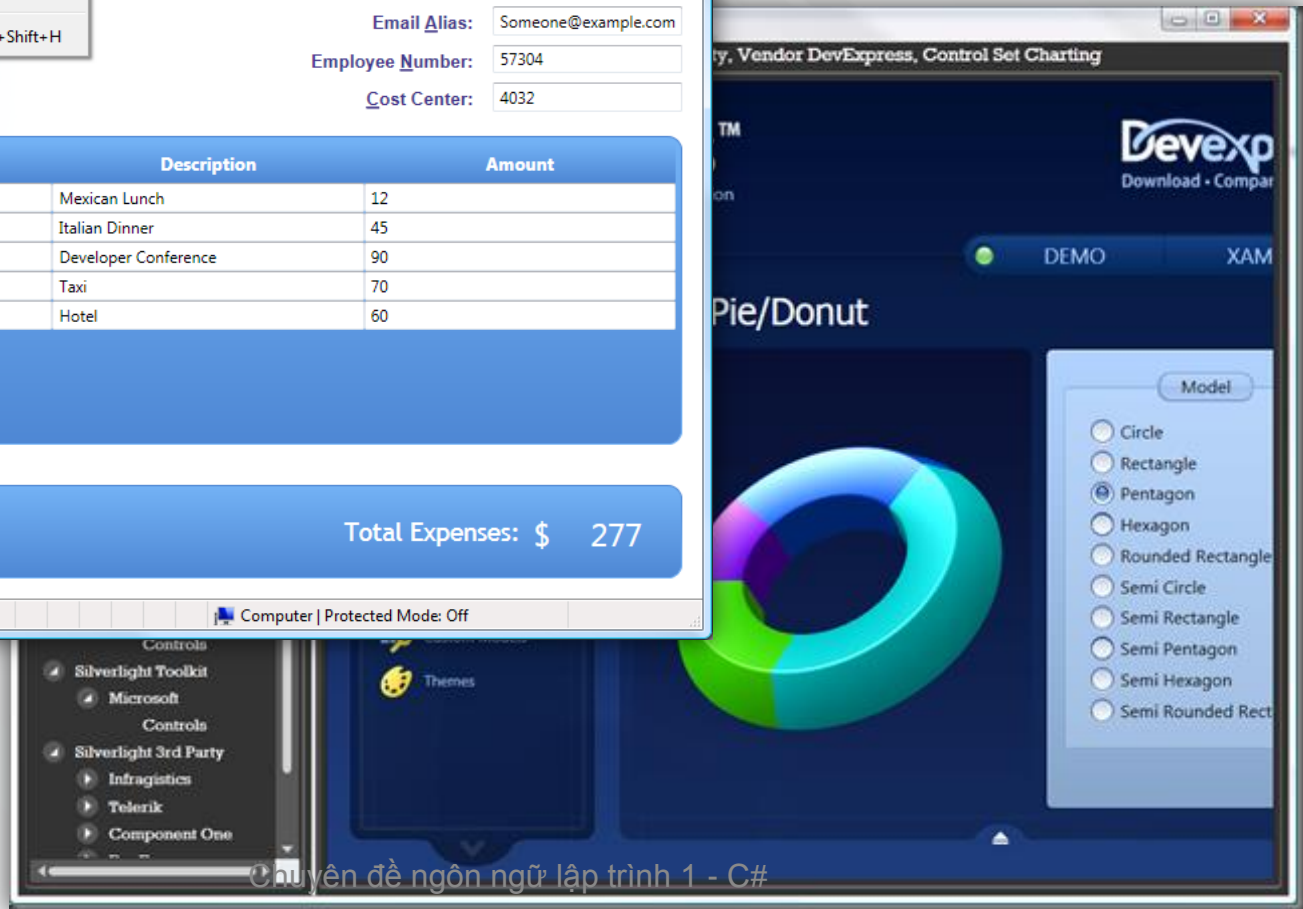 +Shift+H
Email Alias: Someone@example.com
Employee Number: 57304
Cost Center: 4032
Description Amount
Mexican Lunch 12
Italian Dinner 45
Developer Conference 90
Taxi 70
Hotel 60
Total Expenses: $ 277
Computer | Protected Mode: Off
ty, Vendor DevExpress, Control Set Charting
TM
on
Devexp
Download • Compar
DEMO XAM
Pie/Donut
Model
Circle
Rectangle
Pentagon
Hexagon
Rounded Rectangle
Semi Circle
Semi Rectangle
Semi Pentagon
Semi Hexagon
Semi Rounded Rect
Custom Models
Themes
Controls
Silverlight Toolkit
Microsoft
Controls
Silverlight 3rd Party
Infragistics
Telerik
Component One
Chuyên đề ngôn ngữ lập trình 1 - C#